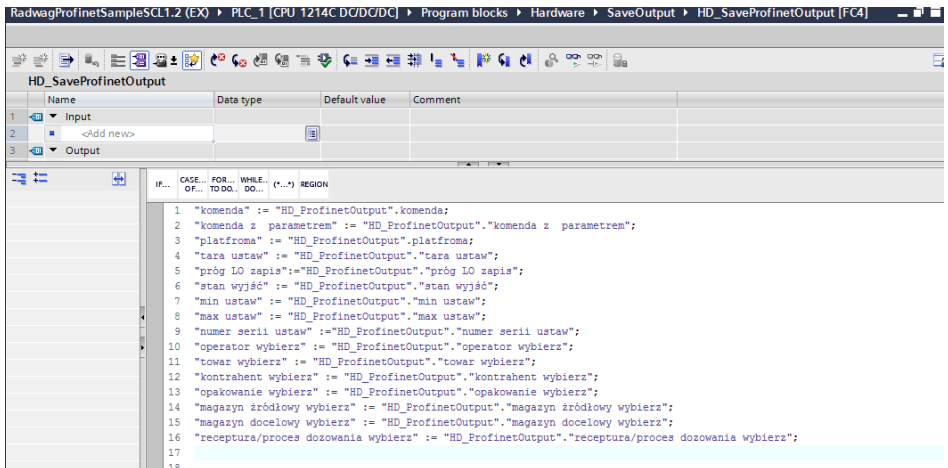 RadwagProfinetSampleSCL1.2 (EX) ▸ PLC_1 [CPU 1214C DC/DC/DC] ▸ Program blocks ▸ Hardware ▸ SaveOutput ▸ HD_SaveProfinetOutput [FC4]
HD_SaveProfinetOutput
Name Data type Default value Comment
1 Input
2 <Add new>
3 Output
IF... CASE... OF... FOR... TO DO... WHILE... DO... (*...*) REGION
1 "komenda" := "HD_ProfinetOutput".komenda;
2 "komenda z  parametrem" := "HD_ProfinetOutput"."komenda z  parametrem";
3 "platfroma" := "HD_ProfinetOutput".platfroma;
4 "tara ustaw" := "HD_ProfinetOutput"."tara ustaw";
5 "próg LO zapis":="HD_ProfinetOutput"."próg LO zapis";
6 "stan wyjść" := "HD_ProfinetOutput"."stan wyjść";
7 "min ustaw" := "HD_ProfinetOutput"."min ustaw";
8 "max ustaw" := "HD_ProfinetOutput"."max ustaw";
9 "numer serii ustaw" :="HD_ProfinetOutput"."numer serii ustaw";
10 "operator wybierz" := "HD_ProfinetOutput"."operator wybierz";
11 "towar wybierz" := "HD_ProfinetOutput"."towar wybierz";
12 "kontrahent wybierz" := "HD_ProfinetOutput"."kontrahent wybierz";
13 "opakowanie wybierz" := "HD_ProfinetOutput"."opakowanie wybierz";
14 "magazyn źródłowy wybierz" := "HD_ProfinetOutput"."magazyn źródłowy wybierz";
15 "magazyn docelowy wybierz" := "HD_ProfinetOutput"."magazyn docelowy wybierz";
16 "receptura/proces dozowania wybierz" := "HD_ProfinetOutput"."receptura/proces dozowania wybierz";
17
18